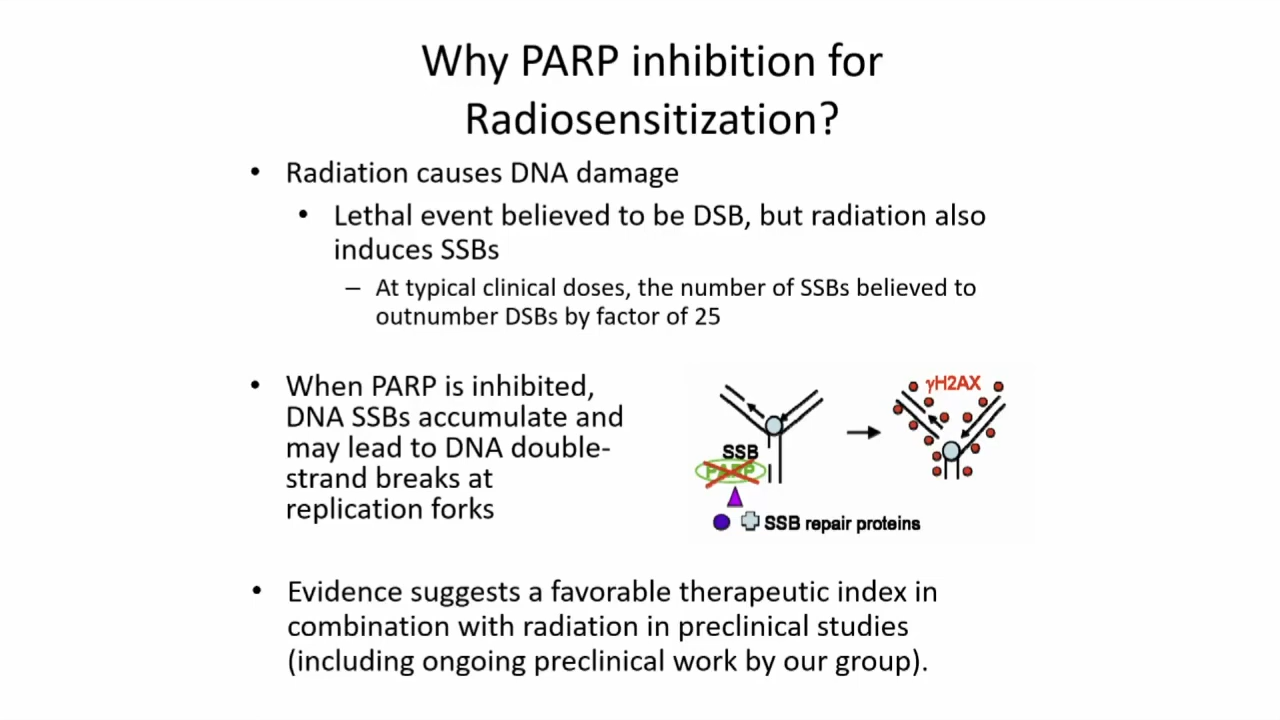 Why PARP inhibition for
Radiosensitization?
• Radiation causes DNA damage
• Lethal event believed to be DSB, but radiation also
induces SSBs
– At typical clinical doses, the number of SSBs believed to
outnumber DSBs by factor of 25
• When PARP is inhibited,
DNA SSBs accumulate and
may lead to DNA double-
strand breaks at
replication forks
γH2AX
SSB
PARP
SSB repair proteins
• Evidence suggests a favorable therapeutic index in
combination with radiation in preclinical studies
(including ongoing preclinical work by our group).